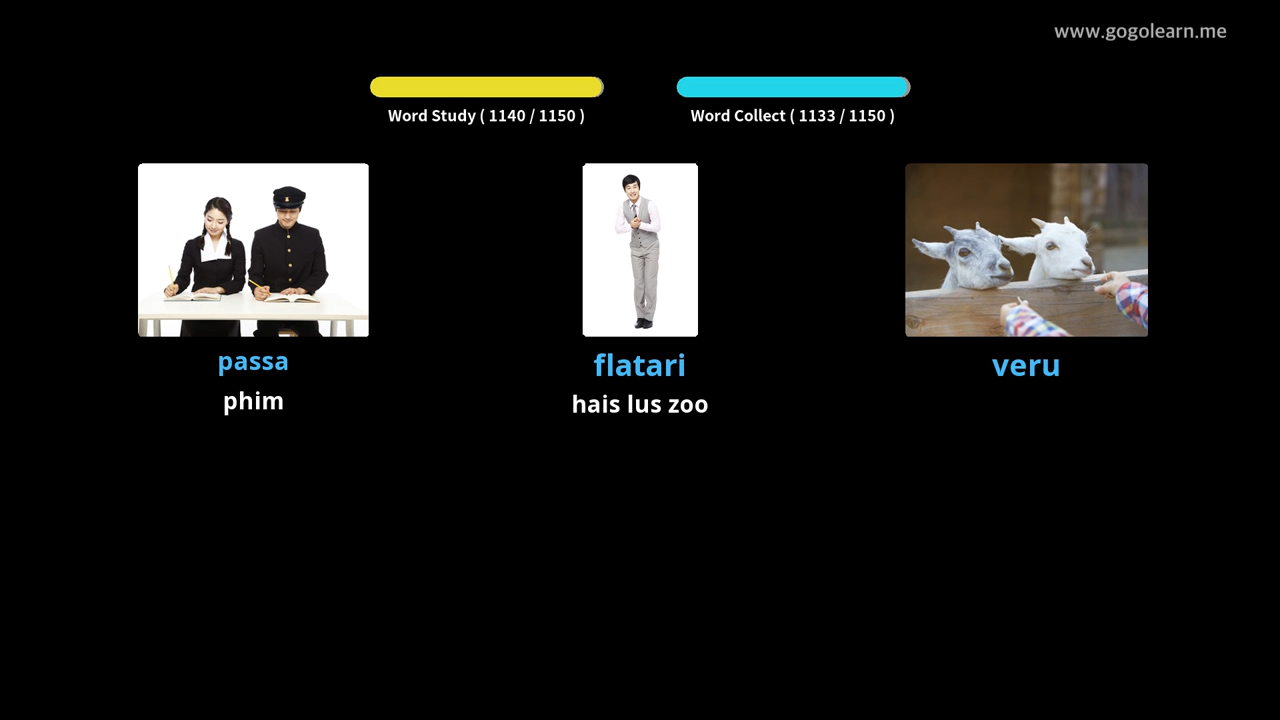 www.gogolearn.me
Word Study ( 1140 / 1150 )
Word Collect ( 1133 / 1150 )
passa
phim
flatari
hais lus zoo
veru